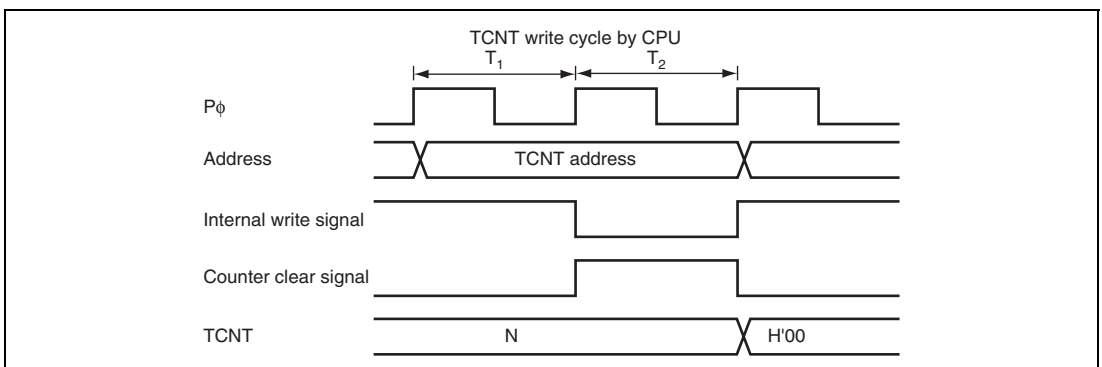 TCNT write cycle by CPU
T1 T2
Pϕ
Address TCNT address
Internal write signal
Counter clear signal
TCNT N H'00